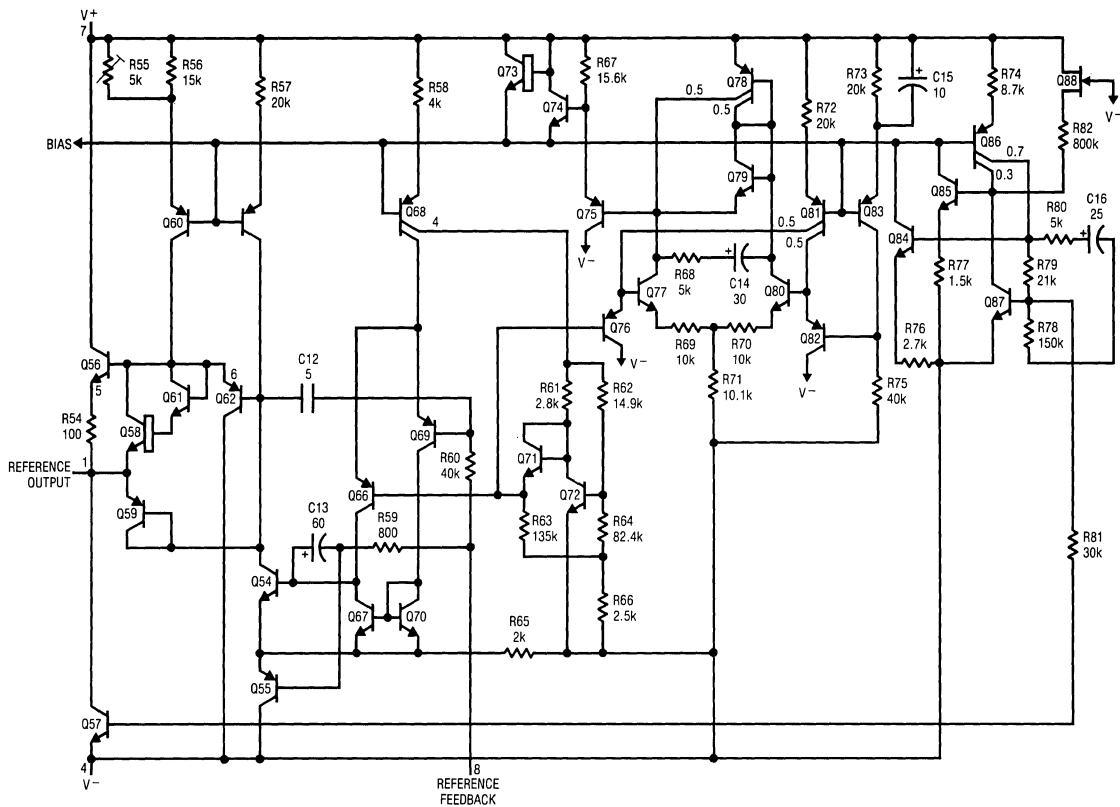 V+
7
R55
5k
R56
15k
R57
20k
R58
4k
Q73
Q74
R67
15.6k
Q78
0.5
0.5
R72
20k
R73
20k
+
C15
10
R74
8.7k
Q88
V−
R82
800k
BIAS
Q86
0.7
0.3
Q60
Q68
4
Q75
V−
Q79
Q81
0.5
0.5
Q83
Q85
Q84
R80
5k
C16
25
+
R68
5k
+
C14
30
Q77
Q80
R77
1.5k
R79
21k
Q87
R78
150k
Q76
V−
R69
10k
R70
10k
Q82
V−
R76
2.7k
Q56
5
Q61
6
Q62
C12
5
R61
2.8k
R62
14.9k
R71
10.1k
R75
40k
R54
100
Q58
Q69
R60
40k
Q71
1
REFERENCE
OUTPUT
Q59
Q66
Q72
C13
60
+
R59
800
R63
135k
R64
82.4k
R81
30k
Q54
Q67
Q70
R66
2.5k
R65
2k
Q55
Q57
4
V−
8
REFERENCE
FEEDBACK